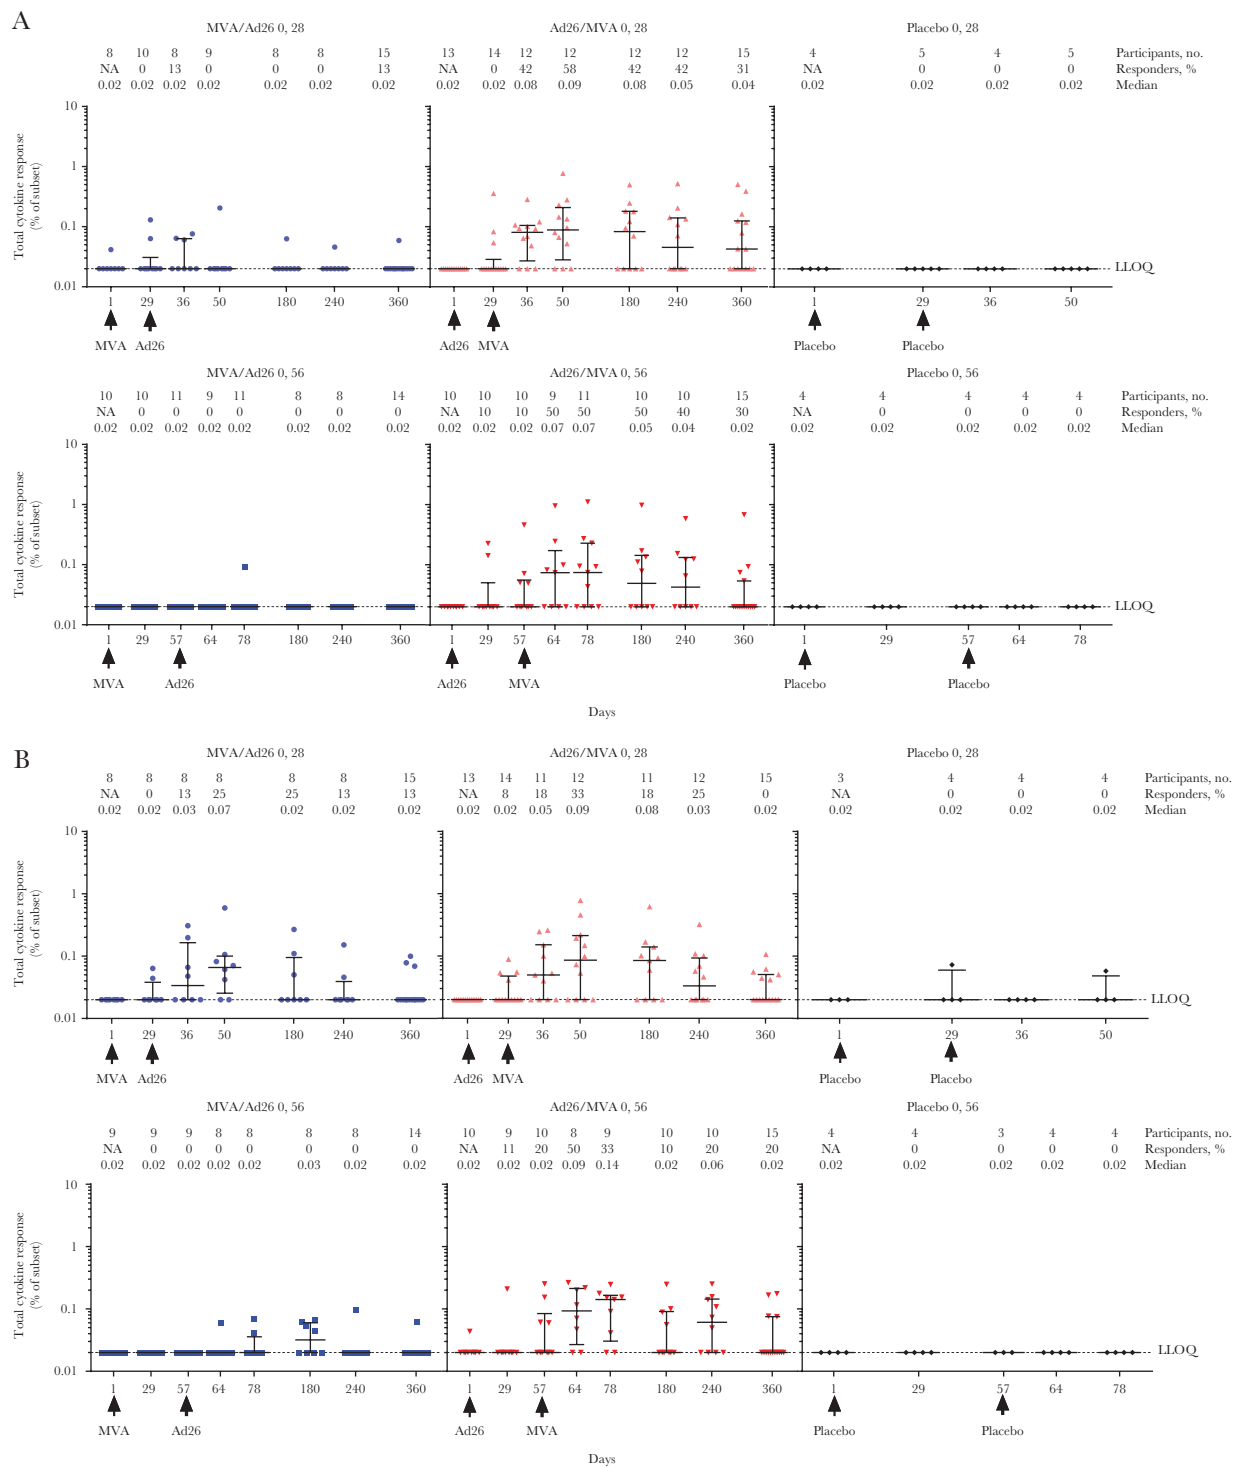 A
MVA/Ad26 0, 28 Ad26/MVA 0, 28 Placebo 0, 28
8 10 8 9 8 8 15 13 14 12 12 12 12 15 4 5 4 5 Participants, no.
NA 0 13 0 0 0 13 NA 0 42 58 42 42 31 NA 0 0 0 Responders, %
0.02 0.02 0.02 0.02 0.02 0.02 0.02 0.02 0.02 0.08 0.09 0.08 0.05 0.04 0.02 0.02 0.02 0.02 Median
Total cytokine response
(% of subset)
10
1
0.1
0.01
LLOQ
1 29 36 50 180 240 360 1 29 36 50 180 240 360 1 29 36 50
MVA Ad26 Ad26 MVA Placebo Placebo
MVA/Ad26 0, 56 Ad26/MVA 0, 56 Placebo 0, 56
10 10 11 9 11 8 8 14 10 10 10 9 11 10 10 15 4 4 4 4 4 Participants, no.
NA 0 0 0 0 0 0 0 NA 10 10 50 50 50 40 30 NA 0 0 0 0 Responders, %
0.02 0.02 0.02 0.02 0.02 0.02 0.02 0.02 0.02 0.02 0.02 0.07 0.07 0.05 0.04 0.02 0.02 0.02 0.02 0.02 0.02 Median
Total cytokine response
(% of subset)
10
1
0.1
0.01
LLOQ
1 29 57 64 78 180 240 360 1 29 57 64 78 180 240 360 1 29 57 64 78
MVA Ad26 Ad26 MVA Placebo Placebo
Days
B
MVA/Ad26 0, 28 Ad26/MVA 0, 28 Placebo 0, 28
8 8 8 8 8 8 15 13 14 11 12 11 12 15 3 4 4 4 Participants, no.
NA 0 13 25 25 13 13 NA 8 18 33 18 25 0 NA 0 0 0 Responders, %
0.02 0.02 0.03 0.07 0.02 0.02 0.02 0.02 0.02 0.05 0.09 0.08 0.03 0.02 0.02 0.02 0.02 0.02 Median
Total cytokine response
(% of subset)
10
1
0.1
0.01
LLOQ
1 29 36 50 180 240 360 1 29 36 50 180 240 360 1 29 36 50
MVA Ad26 Ad26 MVA Placebo Placebo
MVA/Ad26 0, 56 Ad26/MVA 0, 56 Placebo 0, 56
9 9 9 8 8 8 8 14 10 9 10 8 9 10 10 15 4 4 3 4 4 Participants, no.
NA 0 0 0 0 0 0 0 NA 11 20 50 33 10 20 20 NA 0 0 0 0 Responders, %
0.02 0.02 0.02 0.02 0.02 0.03 0.02 0.02 0.02 0.02 0.02 0.09 0.14 0.02 0.06 0.02 0.02 0.02 0.02 0.02 0.02 Median
Total cytokine response
(% of subset)
10
1
0.1
0.01
LLOQ
1 29 57 64 78 180 240 360 1 29 57 64 78 180 240 360 1 29 57 64 78
MVA Ad26 Ad26 MVA Placebo Placebo
Days